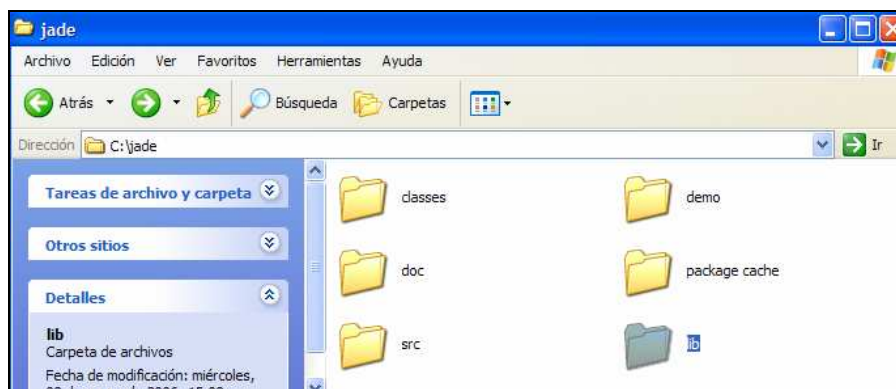 jade
Archivo Edición Ver Favoritos Herramientas Ayuda
Atrás Búsqueda Carpetas
Dirección C:\jade Ir
Tareas de archivo y carpeta
Otros sitios
Detalles
lib
Carpeta de archivos
Fecha de modificación: miércoles,
classes demo
doc package cache
src lib